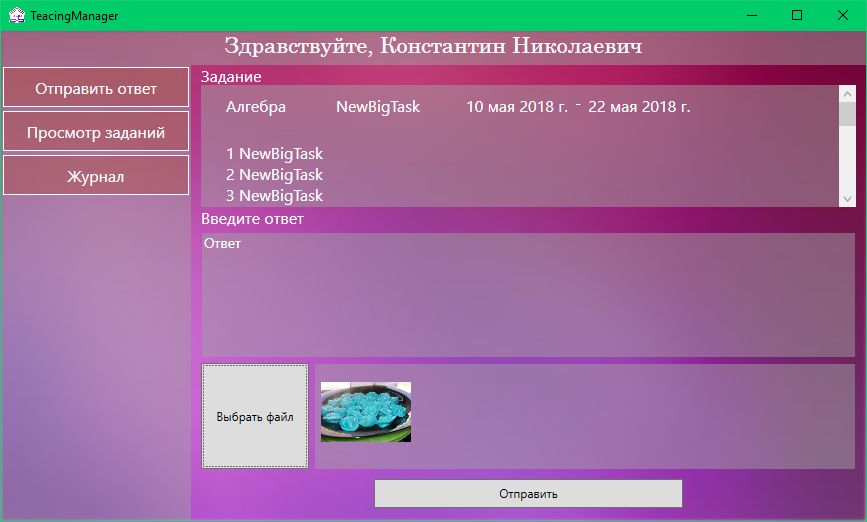 TeacingManager
Здравствуйте, Константин Николаевич
Отправить ответ
Просмотр заданий
Журнал
Задание
Алгебра NewBigTask 10 мая 2018 г. - 22 мая 2018 г.
1 NewBigTask
2 NewBigTask
3 NewBigTask
Введите ответ
Ответ
Выбрать файл
Отправить